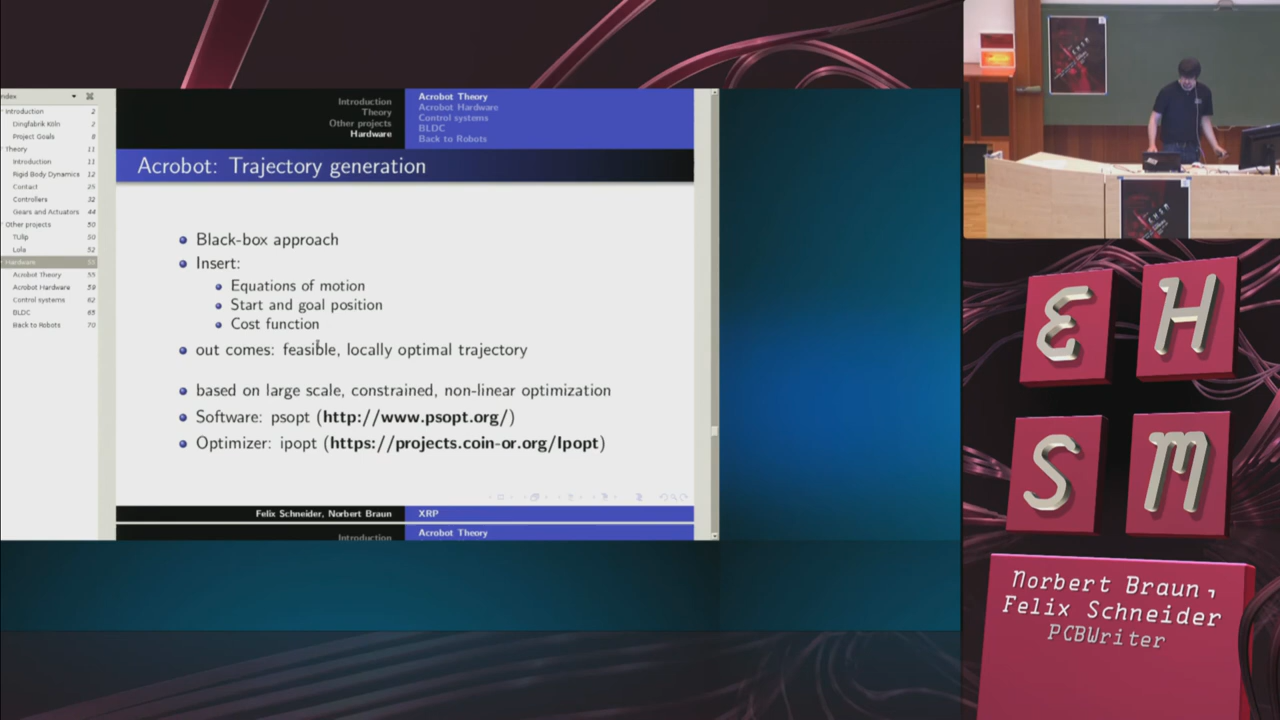 ndex
Introduction 2
Dingfabrik Köln 2
Project Goals 8
Theory 11
Introduction 11
Rigid Body Dynamics 12
Contact 25
Controllers 32
Gears and Actuators 44
Other projects 50
TUlip 50
Lola 52
Hardware 55
Acrobot Theory 55
Acrobot Hardware 59
Control systems 62
BLDC 65
Back to Robots 70
Introduction
Theory
Other projects
Hardware
Acrobot Theory
Acrobot Hardware
Control systems
BLDC
Back to Robots
Acrobot: Trajectory generation
Black-box approach
Insert:
Equations of motion
Start and goal position
Cost function
out comes: feasible, locally optimal trajectory
based on large scale, constrained, non-linear optimization
Software: psopt (http://www.psopt.org/)
Optimizer: ipopt (https://projects.coin-or.org/Ipopt)
Felix Schneider, Norbert Braun XRP
Introduction Acrobot Theory
EHSM
EHSM
E H
S M
Norbert Braun,
Felix Schneider
PCBWriter